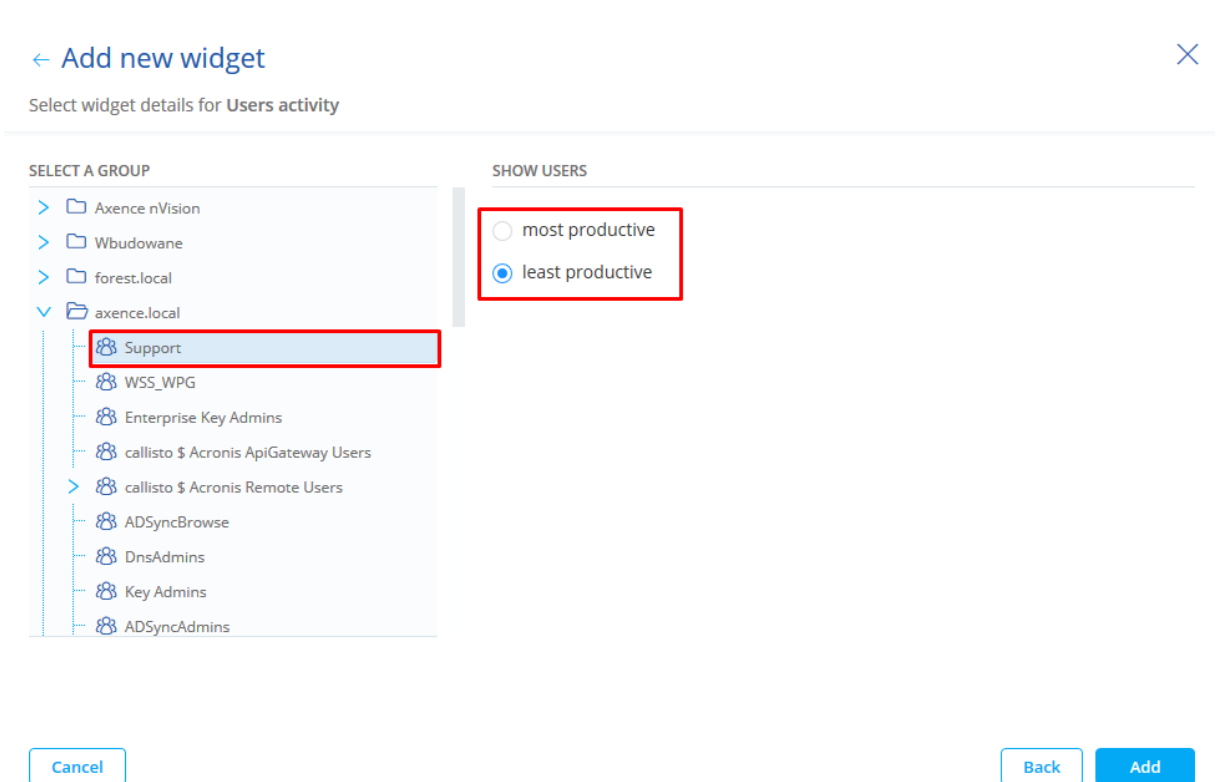 ← Add new widget
Select widget details for Users activity
SELECT A GROUP
Axence nVision
Wbudowane
forest.local
axence.local
Support
WSS_WPG
Enterprise Key Admins
callisto $ Acronis ApiGateway Users
callisto $ Acronis Remote Users
ADSyncBrowse
DnsAdmins
Key Admins
ADSyncAdmins
SHOW USERS
most productive
least productive
Cancel
Back
Add